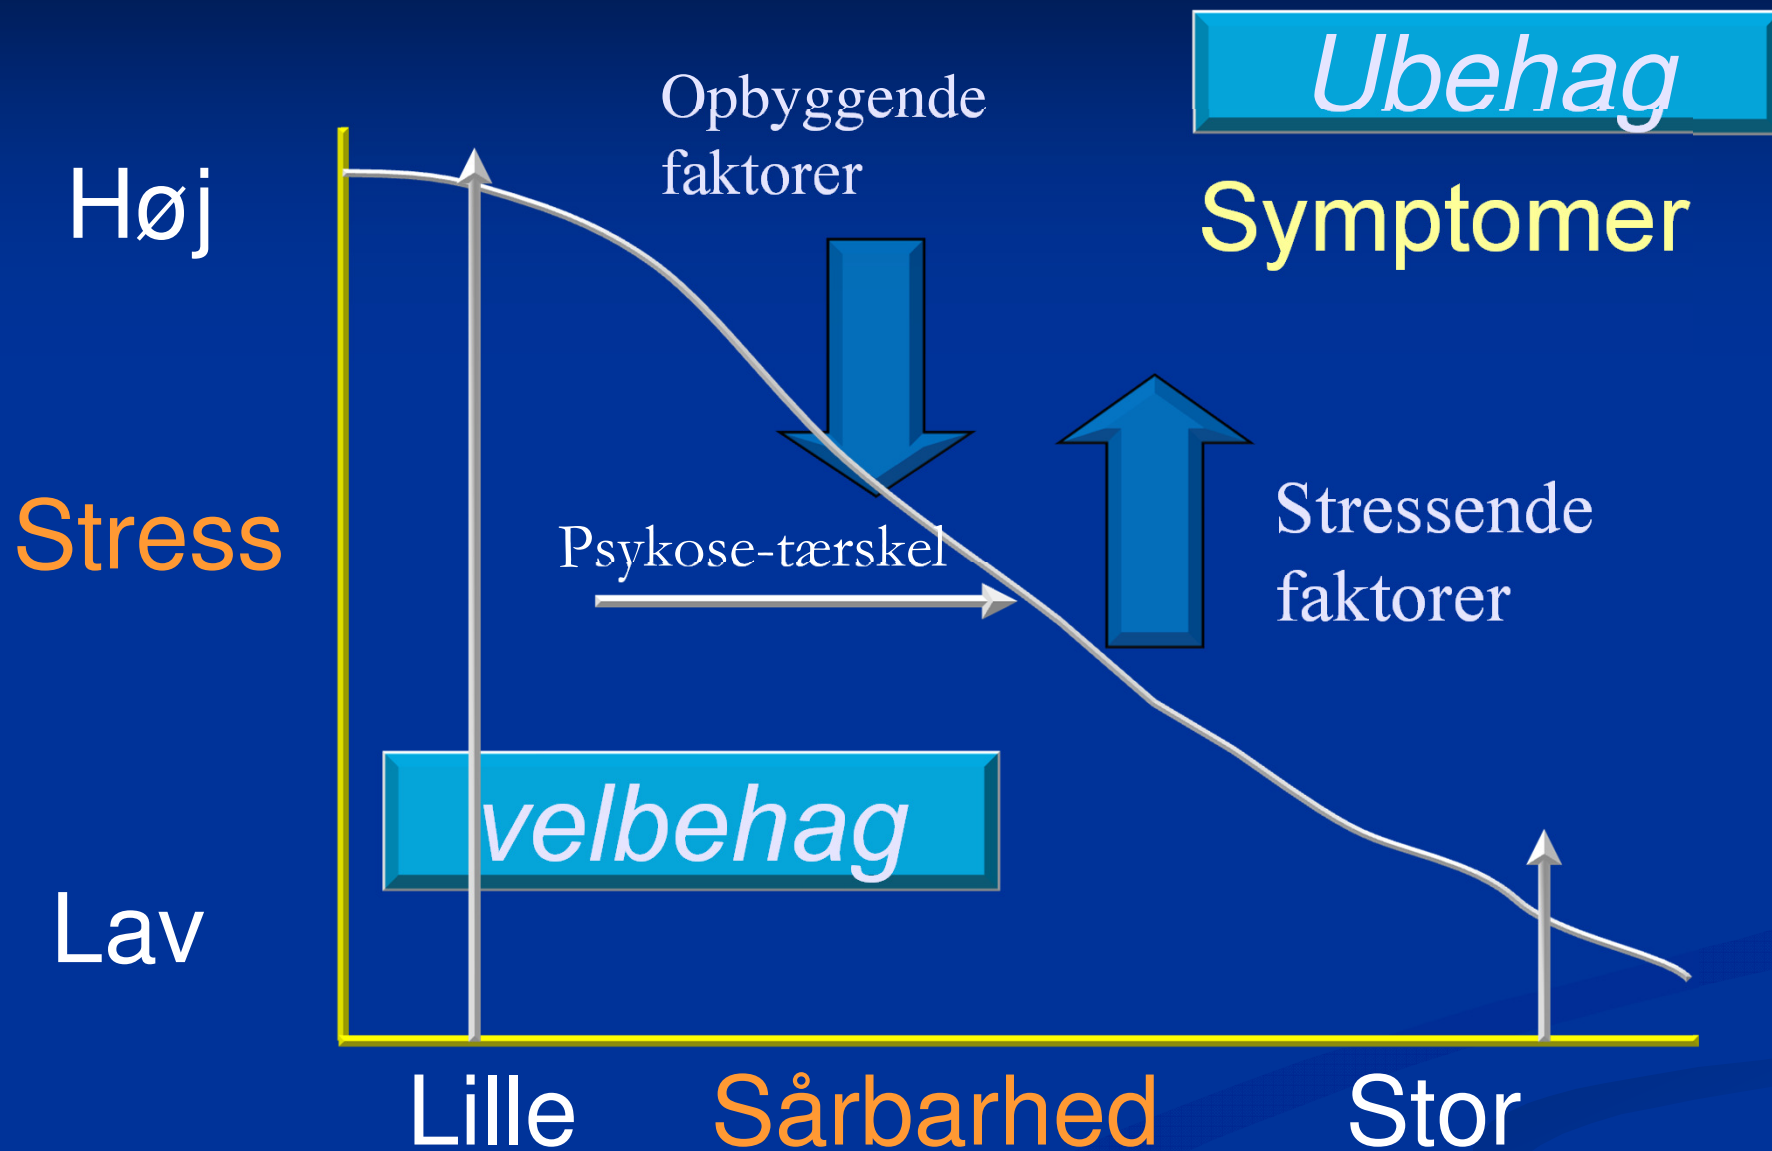 Ubehag
Opbyggende
faktorer
Høj
Symptomer
Stress
Psykose-tærskel
Stressende
faktorer
velbehag
Lav
Lille
Sårbarhed
Stor